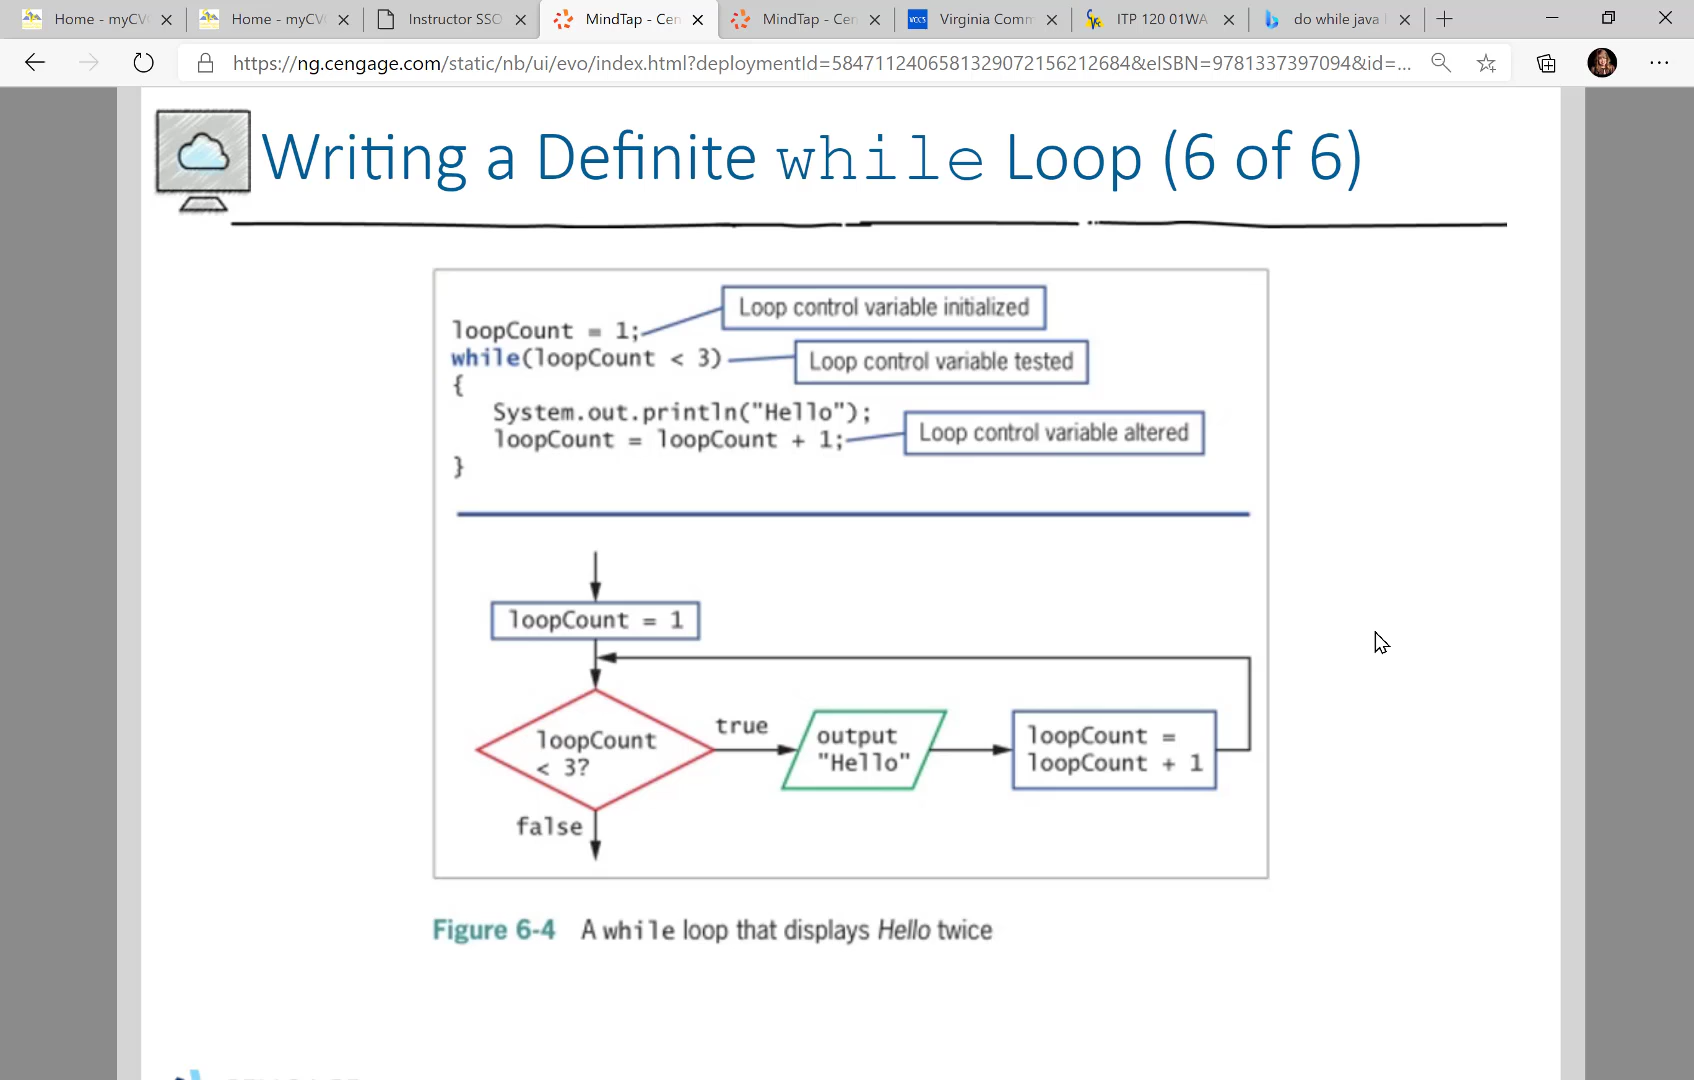 Home - myCV
Home - myCV
Instructor SSO
MindTap - Cen
MindTap - Cen
VCCS Virginia Comm
ITP 120 01WA
do while java
https://ng.cengage.com/static/nb/ui/evo/index.html?deploymentId=5847112406581329072156212684&eISBN=9781337397094&id=...
Writing a Definite while Loop (6 of 6)
Loop control variable initialized
loopCount = 1;
while(loopCount < 3)
Loop control variable tested
{
System.out.println("Hello");
loopCount = loopCount + 1;
Loop control variable altered
}
loopCount = 1
loopCount
< 3?
true
output
"Hello"
loopCount =
loopCount + 1
false
Figure 6-4 A while loop that displays Hello twice